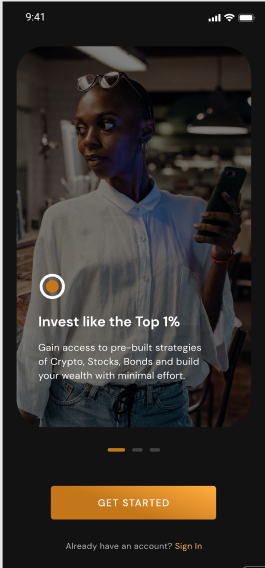 9:41
Invest like the Top 1%
Gain access to pre-built strategies
of Crypto, Stocks, Bonds and build
your wealth with minimal effort.
GET STARTED
Already have an account? Sign In